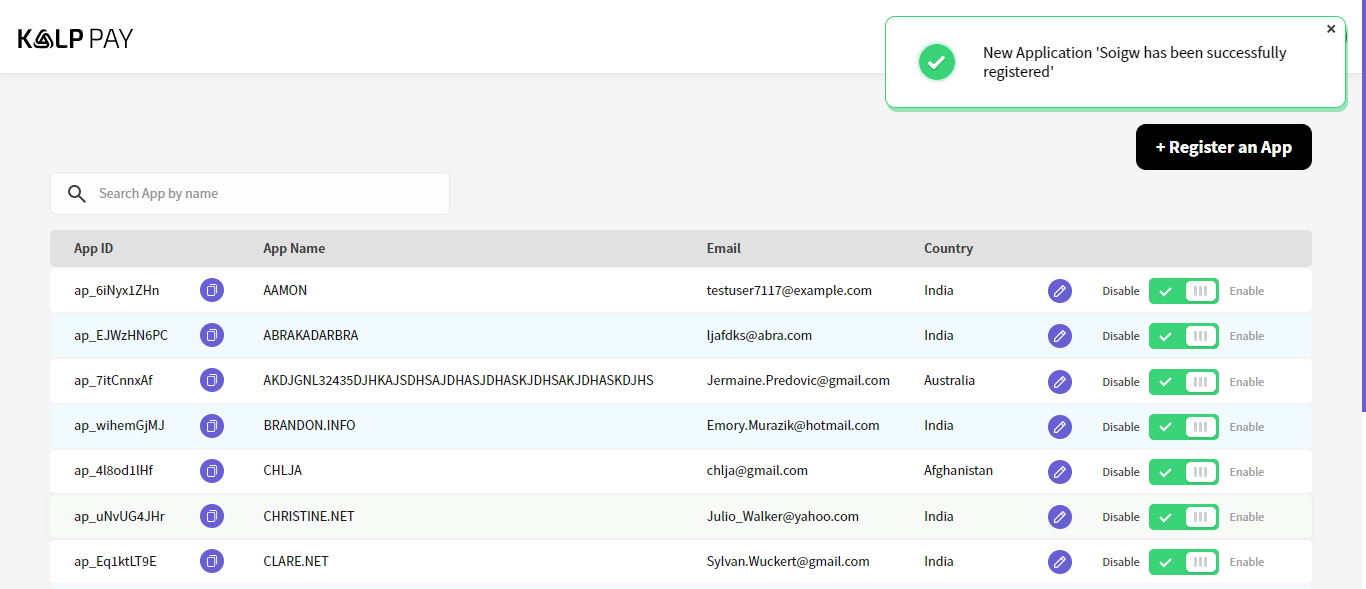 KALP PAY
×
New Application 'Soigw has been successfully
registered'
+ Register an App
Search App by name
App ID App Name Email Country
ap_6iNyx1ZHn AAMON testuser7117@example.com India Disable Enable
ap_EJWzHN6PC ABRAKADARBRA ljafdks@abra.com India Disable Enable
ap_7itCnnxAf AKDJGNL32435DJHKAJSDHSAJDHASJDHASKJDHSAKJDHASKDJHS Jermaine.Predovic@gmail.com Australia Disable Enable
ap_wihemGjMJ BRANDON.INFO Emory.Murazik@hotmail.com India Disable Enable
ap_4l8od1lHf CHLJA chlja@gmail.com Afghanistan Disable Enable
ap_uNvUG4JHr CHRISTINE.NET Julio_Walker@yahoo.com India Disable Enable
ap_Eq1ktLT9E CLARE.NET Sylvan.Wuckert@gmail.com India Disable Enable